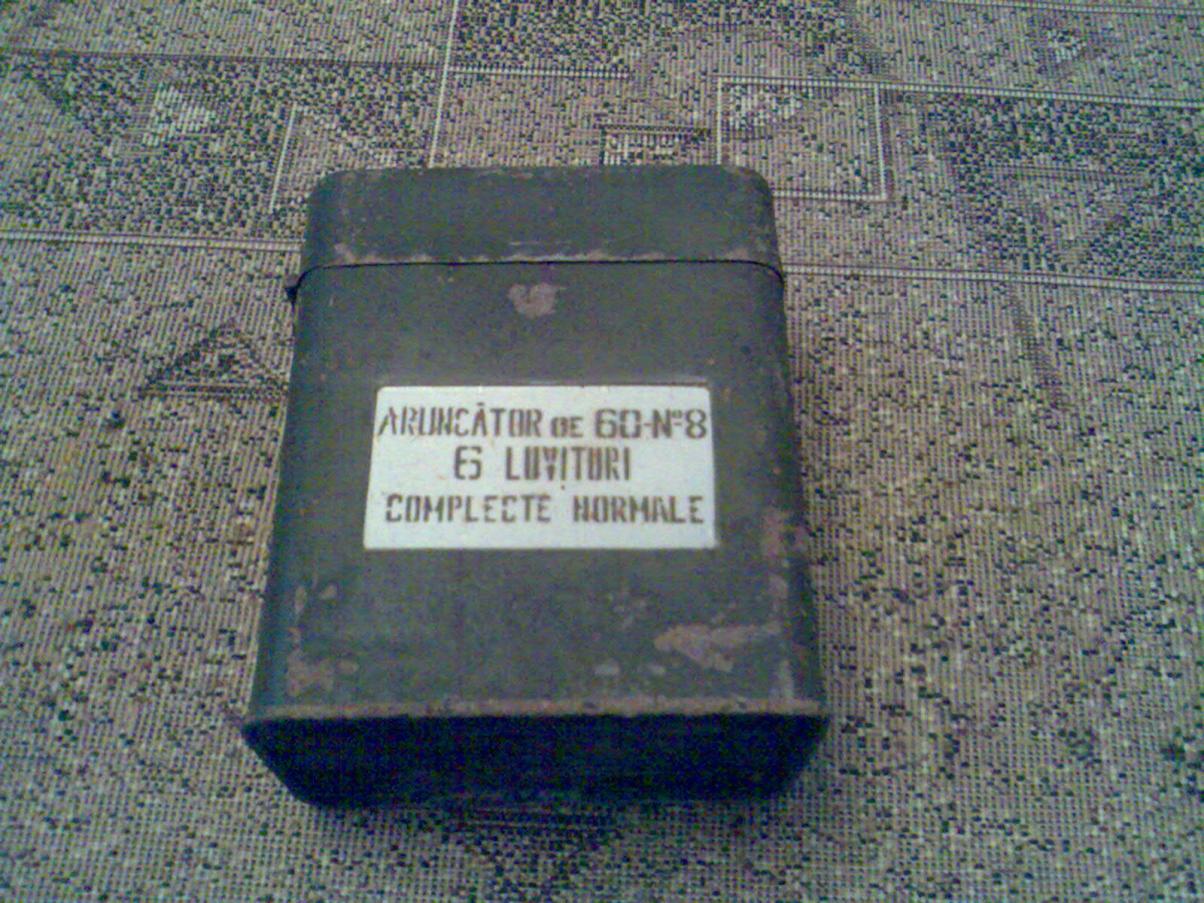 ARUNCĂTOR DE 60-Nº8
6 LOVITURI
COMPLECTE NORMALE